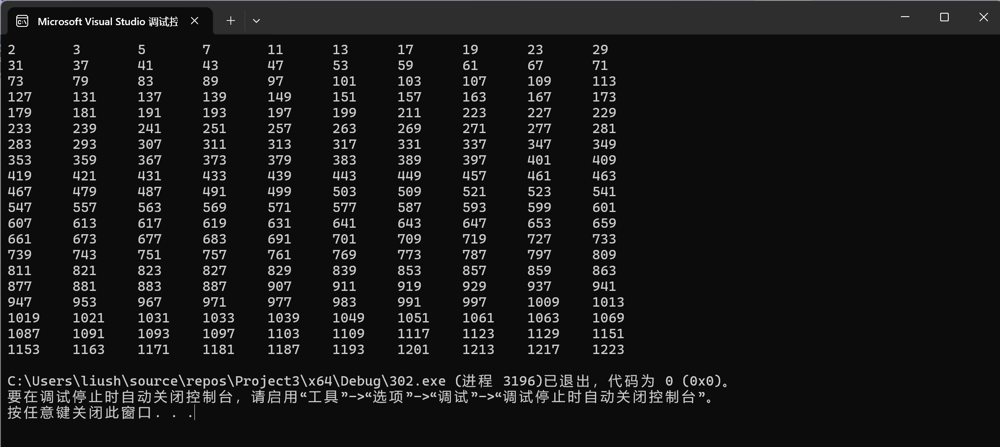 Microsoft Visual Studio 调试控
2 3 5 7 11 13 17 19 23 29
31 37 41 43 47 53 59 61 67 71
73 79 83 89 97 101 103 107 109 113
127 131 137 139 149 151 157 163 167 173
179 181 191 193 197 199 211 223 227 229
233 239 241 251 257 263 269 271 277 281
283 293 307 311 313 317 331 337 347 349
353 359 367 373 379 383 389 397 401 409
419 421 431 433 439 443 449 457 461 463
467 479 487 491 499 503 509 521 523 541
547 557 563 569 571 577 587 593 599 601
607 613 617 619 631 641 643 647 653 659
661 673 677 683 691 701 709 719 727 733
739 743 751 757 761 769 773 787 797 809
811 821 823 827 829 839 853 857 859 863
877 881 883 887 907 911 919 929 937 941
947 953 967 971 977 983 991 997 1009 1013
1019 1021 1031 1033 1039 1049 1051 1061 1063 1069
1087 1091 1093 1097 1103 1109 1117 1123 1129 1151
1153 1163 1171 1181 1187 1193 1201 1213 1217 1223
C:\Users\liush\source\repos\Project3\x64\Debug\302.exe (进程 3196)已退出，代码为 0 (0x0)。
要在调试停止时自动关闭控制台，请启用“工具”->“选项”->“调试”->“调试停止时自动关闭控制台”。
按任意键关闭此窗口. . .